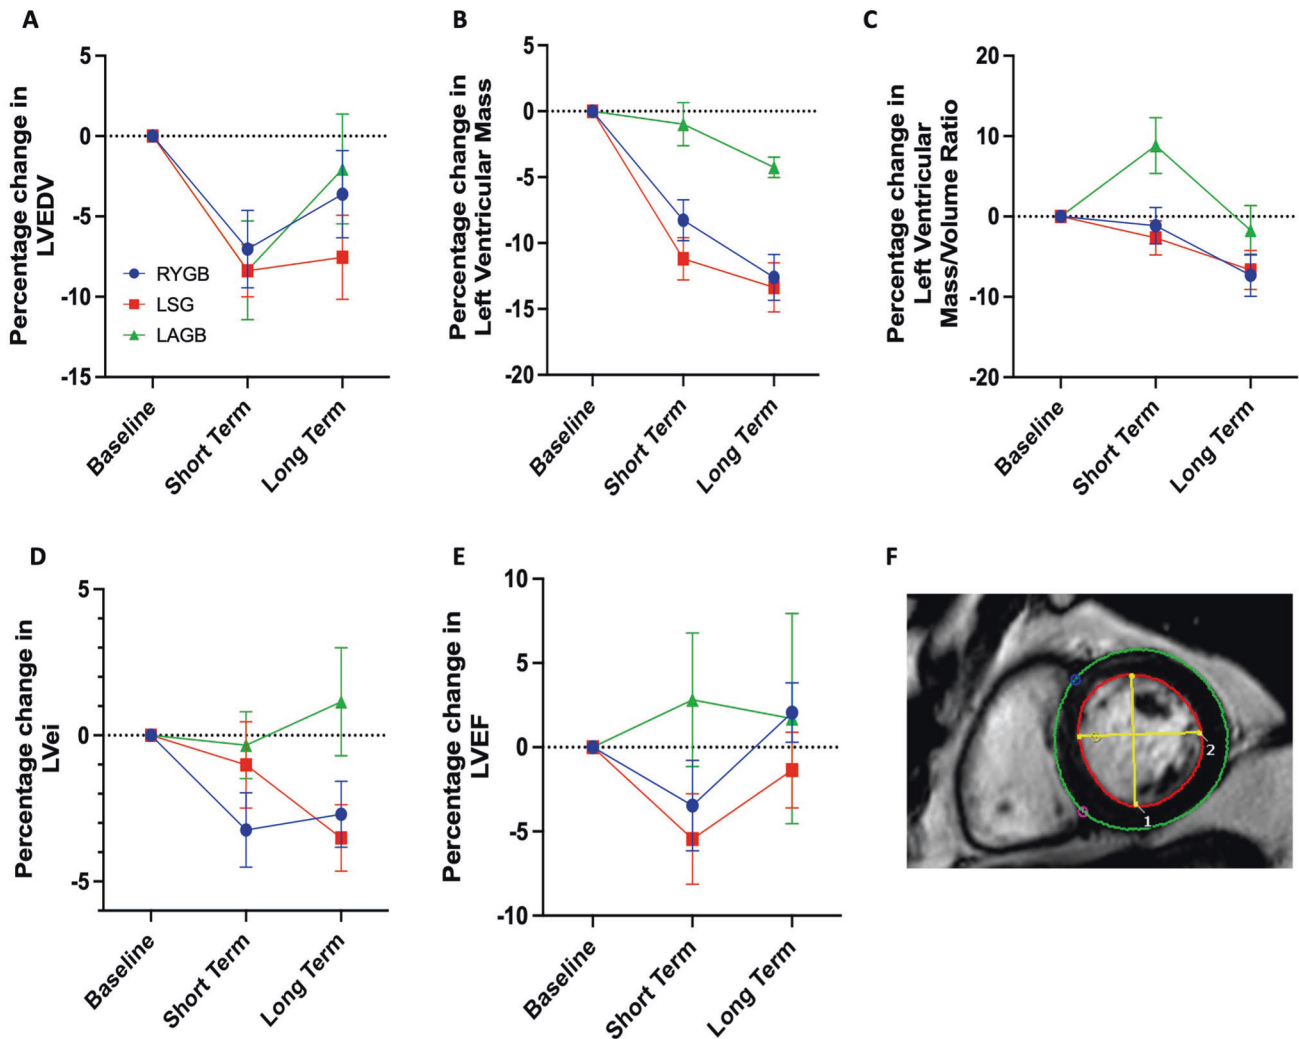 A
Percentage change in
LVEDV
5
0
-5
-10
-15
RYGB
LSG
LAGB
Baseline
Short Term
Long Term
B
Percentage change in
Left Ventricular Mass
5
0
-5
-10
-15
-20
Baseline
Short Term
Long Term
C
Percentage change in
Left Ventricular
Mass/Volume Ratio
20
10
0
-10
-20
Baseline
Short Term
Long Term
D
Percentage change in
LVei
5
0
-5
Baseline
Short Term
Long Term
E
Percentage change in
LVEF
10
5
0
-5
-10
Baseline
Short Term
Long Term
F
2
1